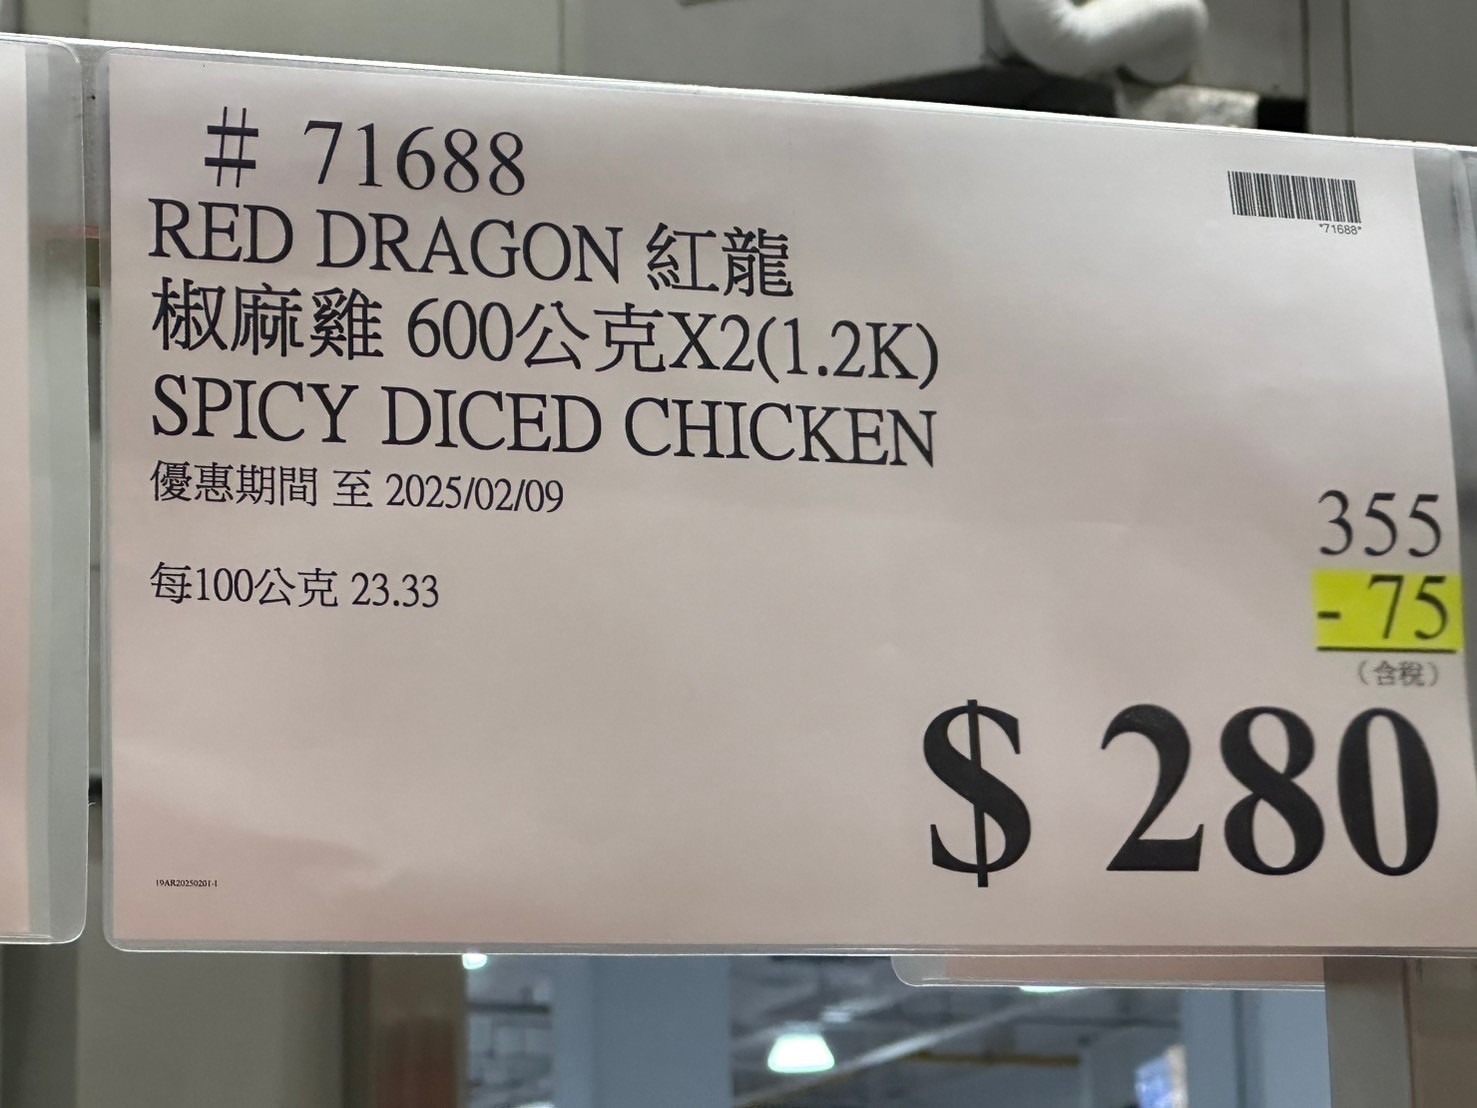 # 71688
*71688*
RED DRAGON 紅龍
椒麻雞 600公克X2(1.2K)
SPICY DICED CHICKEN
優惠期間 至 2025/02/09
355
- 75
每100公克 23.33
（含稅）
$ 280
19AR20250201-1